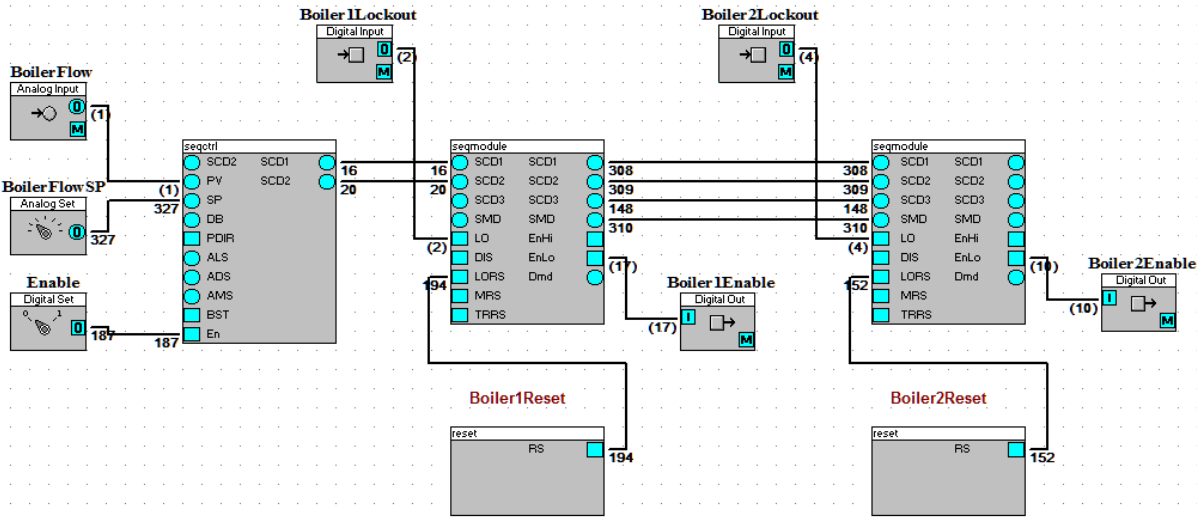 Boiler1Lockout
Digital Input
O
(2)
M
Boiler2Lockout
Digital Input
O
(4)
M
BoilerFlow
Analog Input
O
(1)
M
BoilerFlowSP
Analog Set
O
327
Enable
Digital Set
0 1
O
187
seqctrl
SCD2 SCD1
16
(1) PV SCD2
20
327 SP
DB
PDIR
ALS
ADS
AMS
BST
187 En
seqmodule
16 SCD1 SCD1 308
20 SCD2 SCD2 309
SCD3 SCD3 148
SMD SMD 310
(2) LO EnHi
DIS EnLo (17)
194 LORS Dmd
MRS
TRRS
seqmodule
308 SCD1 SCD1
309 SCD2 SCD2
148 SCD3 SCD3
310 SMD SMD
(4) LO EnHi
DIS EnLo (10)
152 LORS Dmd
MRS
TRRS
Boiler1Enable
Digital Out
I
(17)
M
Boiler2Enable
Digital Out
I
(10)
M
Boiler1Reset
reset
RS
194
Boiler2Reset
reset
RS
152